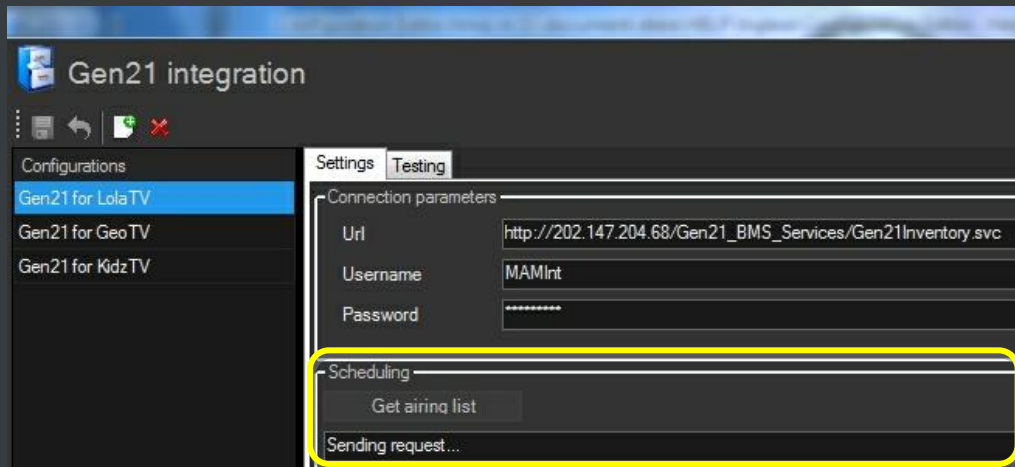 Gen21 integration
Configurations
Gen21 for LolaTV
Gen21 for GeoTV
Gen21 for KidzTV
Settings Testing
Connection parameters
Url http://202.147.204.68/Gen21_BMS_Services/Gen21Inventory.svc
Username MAMInt
Password *********
Scheduling
Get airing list
Sending request...